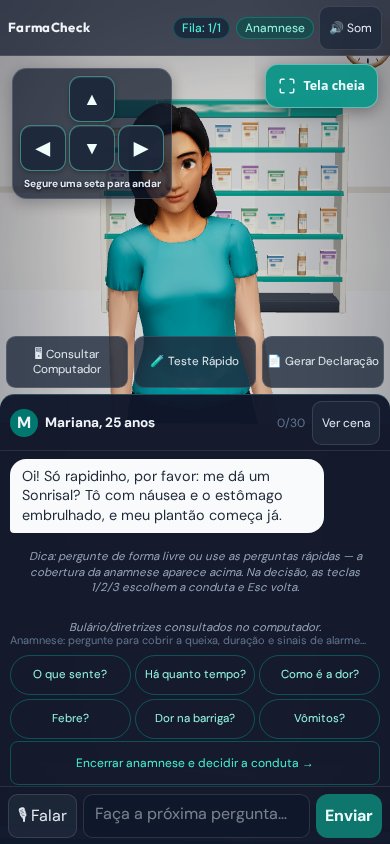 FarmaCheck
Fila: 1/1
Anamnese
🔊 Som
▲
◀ ▼ ▶
Segure uma seta para andar
Tela cheia
🖥 Consultar
Computador
🧪 Teste Rápido
📄 Gerar Declaração
M
Mariana, 25 anos
0/30
Ver cena
Oi! Só rapidinho, por favor: me dá um
Sonrisal? Tô com náusea e o estômago
embrulhado, e meu plantão começa já.
Dica: pergunte de forma livre ou use as perguntas rápidas — a
cobertura da anamnese aparece acima. Na decisão, as teclas
1/2/3 escolhem a conduta e Esc volta.
Bulário/diretrizes consultados no computador.
Anamnese: pergunte para cobrir a queixa, duração e sinais de alarme…
O que sente?
Há quanto tempo?
Como é a dor?
Febre?
Dor na barriga?
Vômitos?
Encerrar anamnese e decidir a conduta →
🎙 Falar
Faça a próxima pergunta…
Enviar